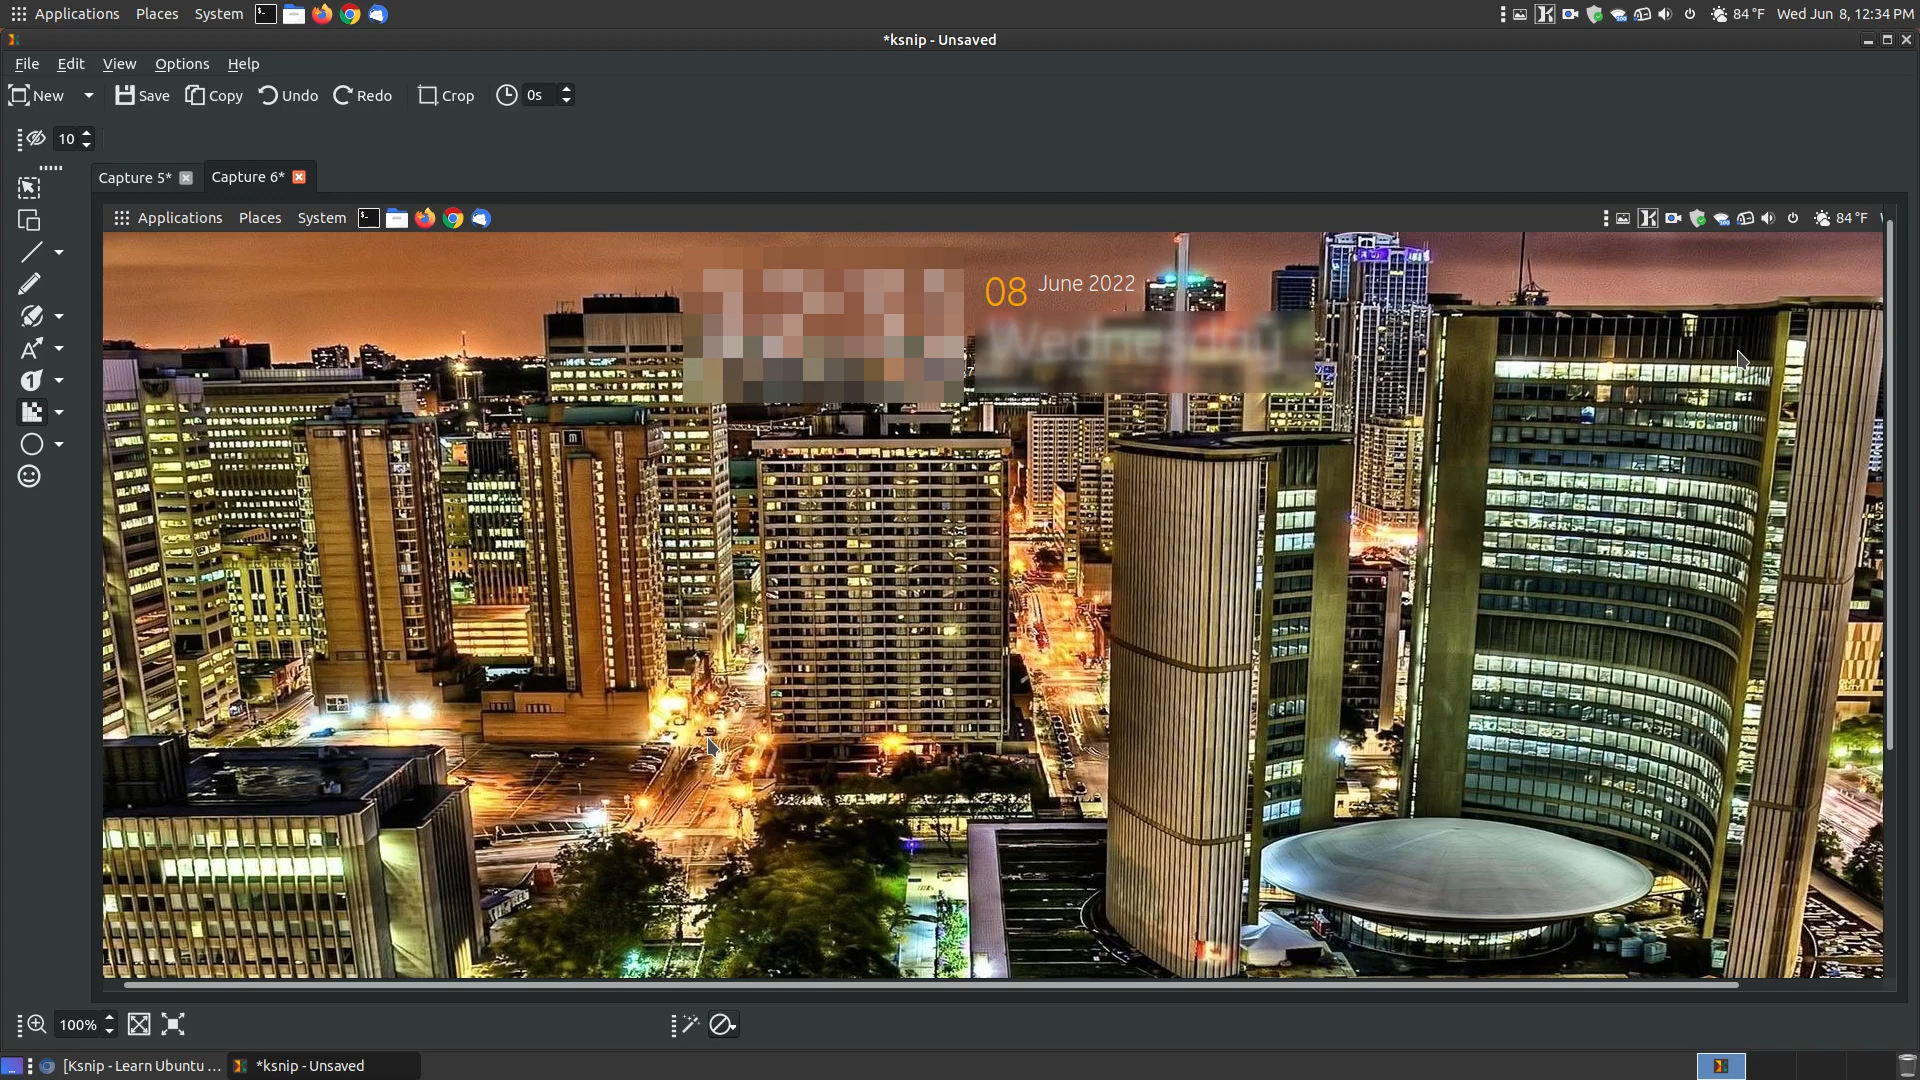 Applications Places System 84 °F Wed Jun 8, 12:34 PM
*ksnip - Unsaved
File Edit View Options Help
New Save Copy Undo Redo Crop 0s
10
Capture 5* Capture 6*
Applications Places System 84 °F
08 June 2022
Wednesday
100%
[Ksnip - Learn Ubuntu ... *ksnip - Unsaved